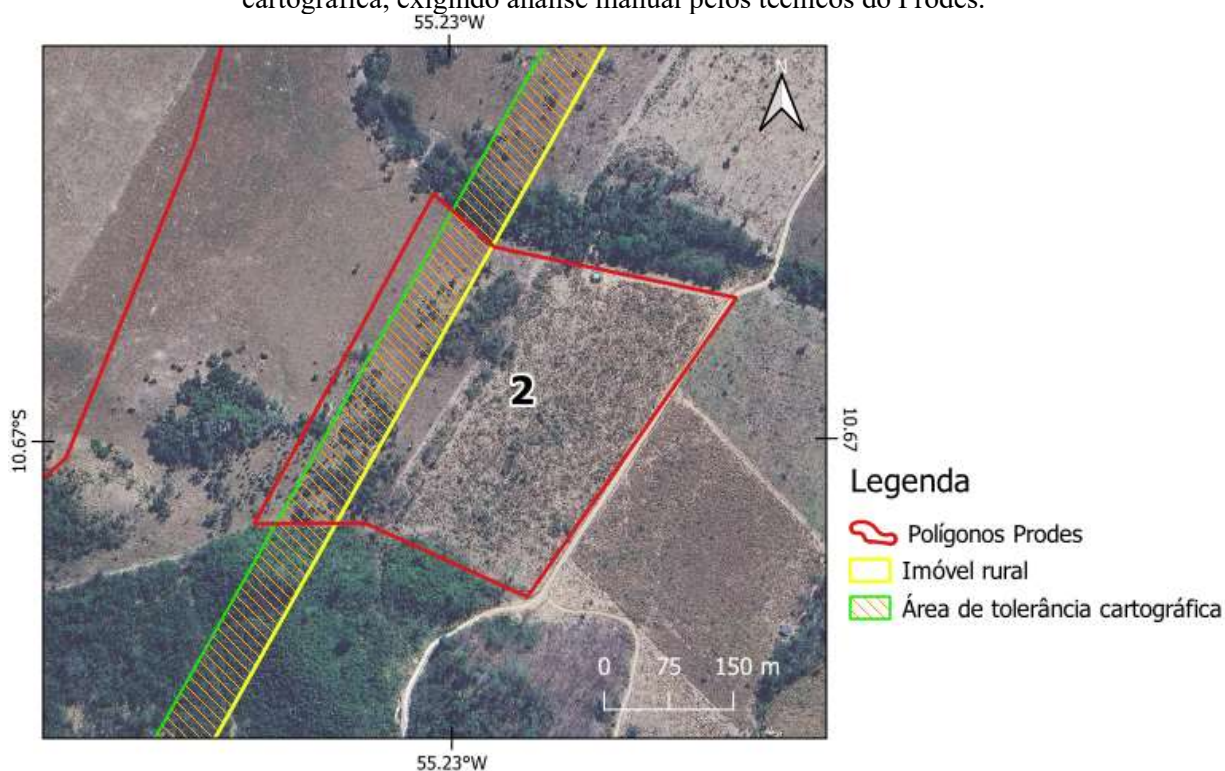 cartográfica, exigindo análise manual pelos técnicos do Prodes.
55.23°W
N
2
10.67°S
10.67
Legenda
Polígonos Prodes
Imóvel rural
Área de tolerância cartográfica
0 75 150 m
55.23°W